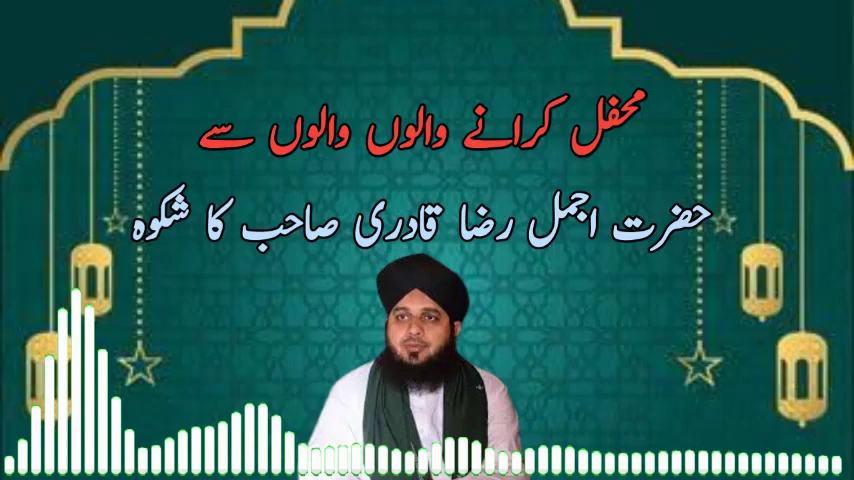 محفل کرانے والوں والوں سے
حضرت اجمل رضا قادری صاحب کا شکوہ